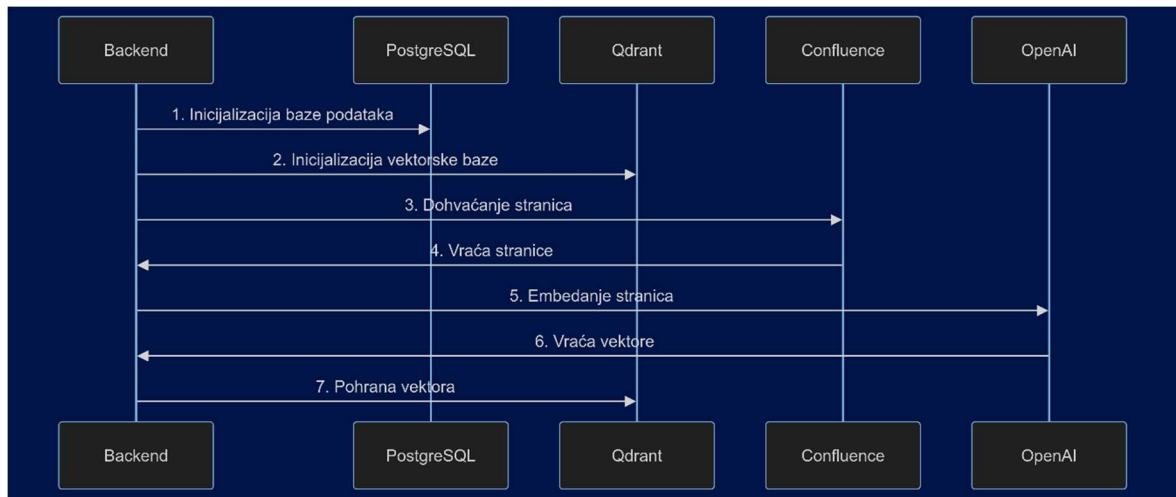 Backend PostgreSQL Qdrant Confluence OpenAI
1. Inicijalizacija baze podataka
2. Inicijalizacija vektorske baze
3. Dohvaćanje stranica
4. Vraća stranice
5. Embedanje stranica
6. Vraća vektore
7. Pohrana vektora
Backend PostgreSQL Qdrant Confluence OpenAI